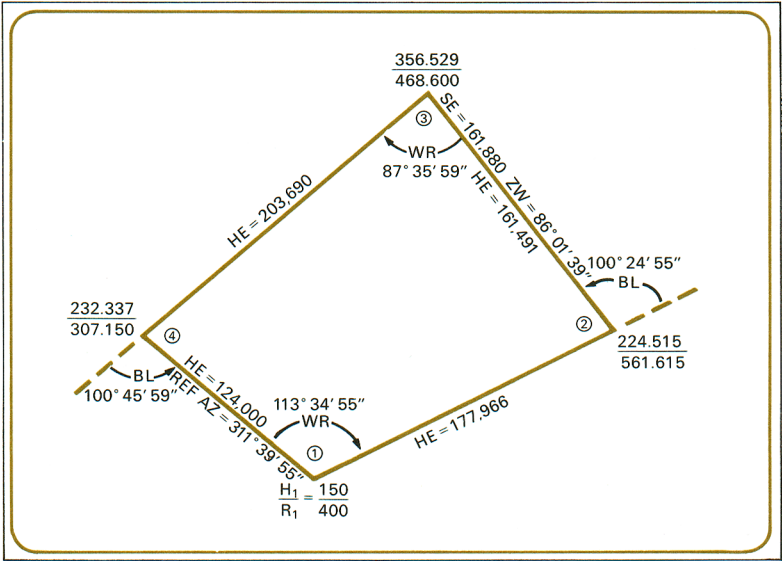 356.529
468.600
③
WR
87° 35′ 59″
SE = 161.880 ZW = 86° 01′ 39″
HE = 161.491
HE = 203,690
100° 24′ 55″
BL
②
224.515
561.615
232.337
307.150
④
BL
100° 45′ 59″
HE = 124,000
REF AZ = 311° 39′ 55″
113° 34′ 55″
WR
①
HE = 177.966
H1 = 150
R1 400